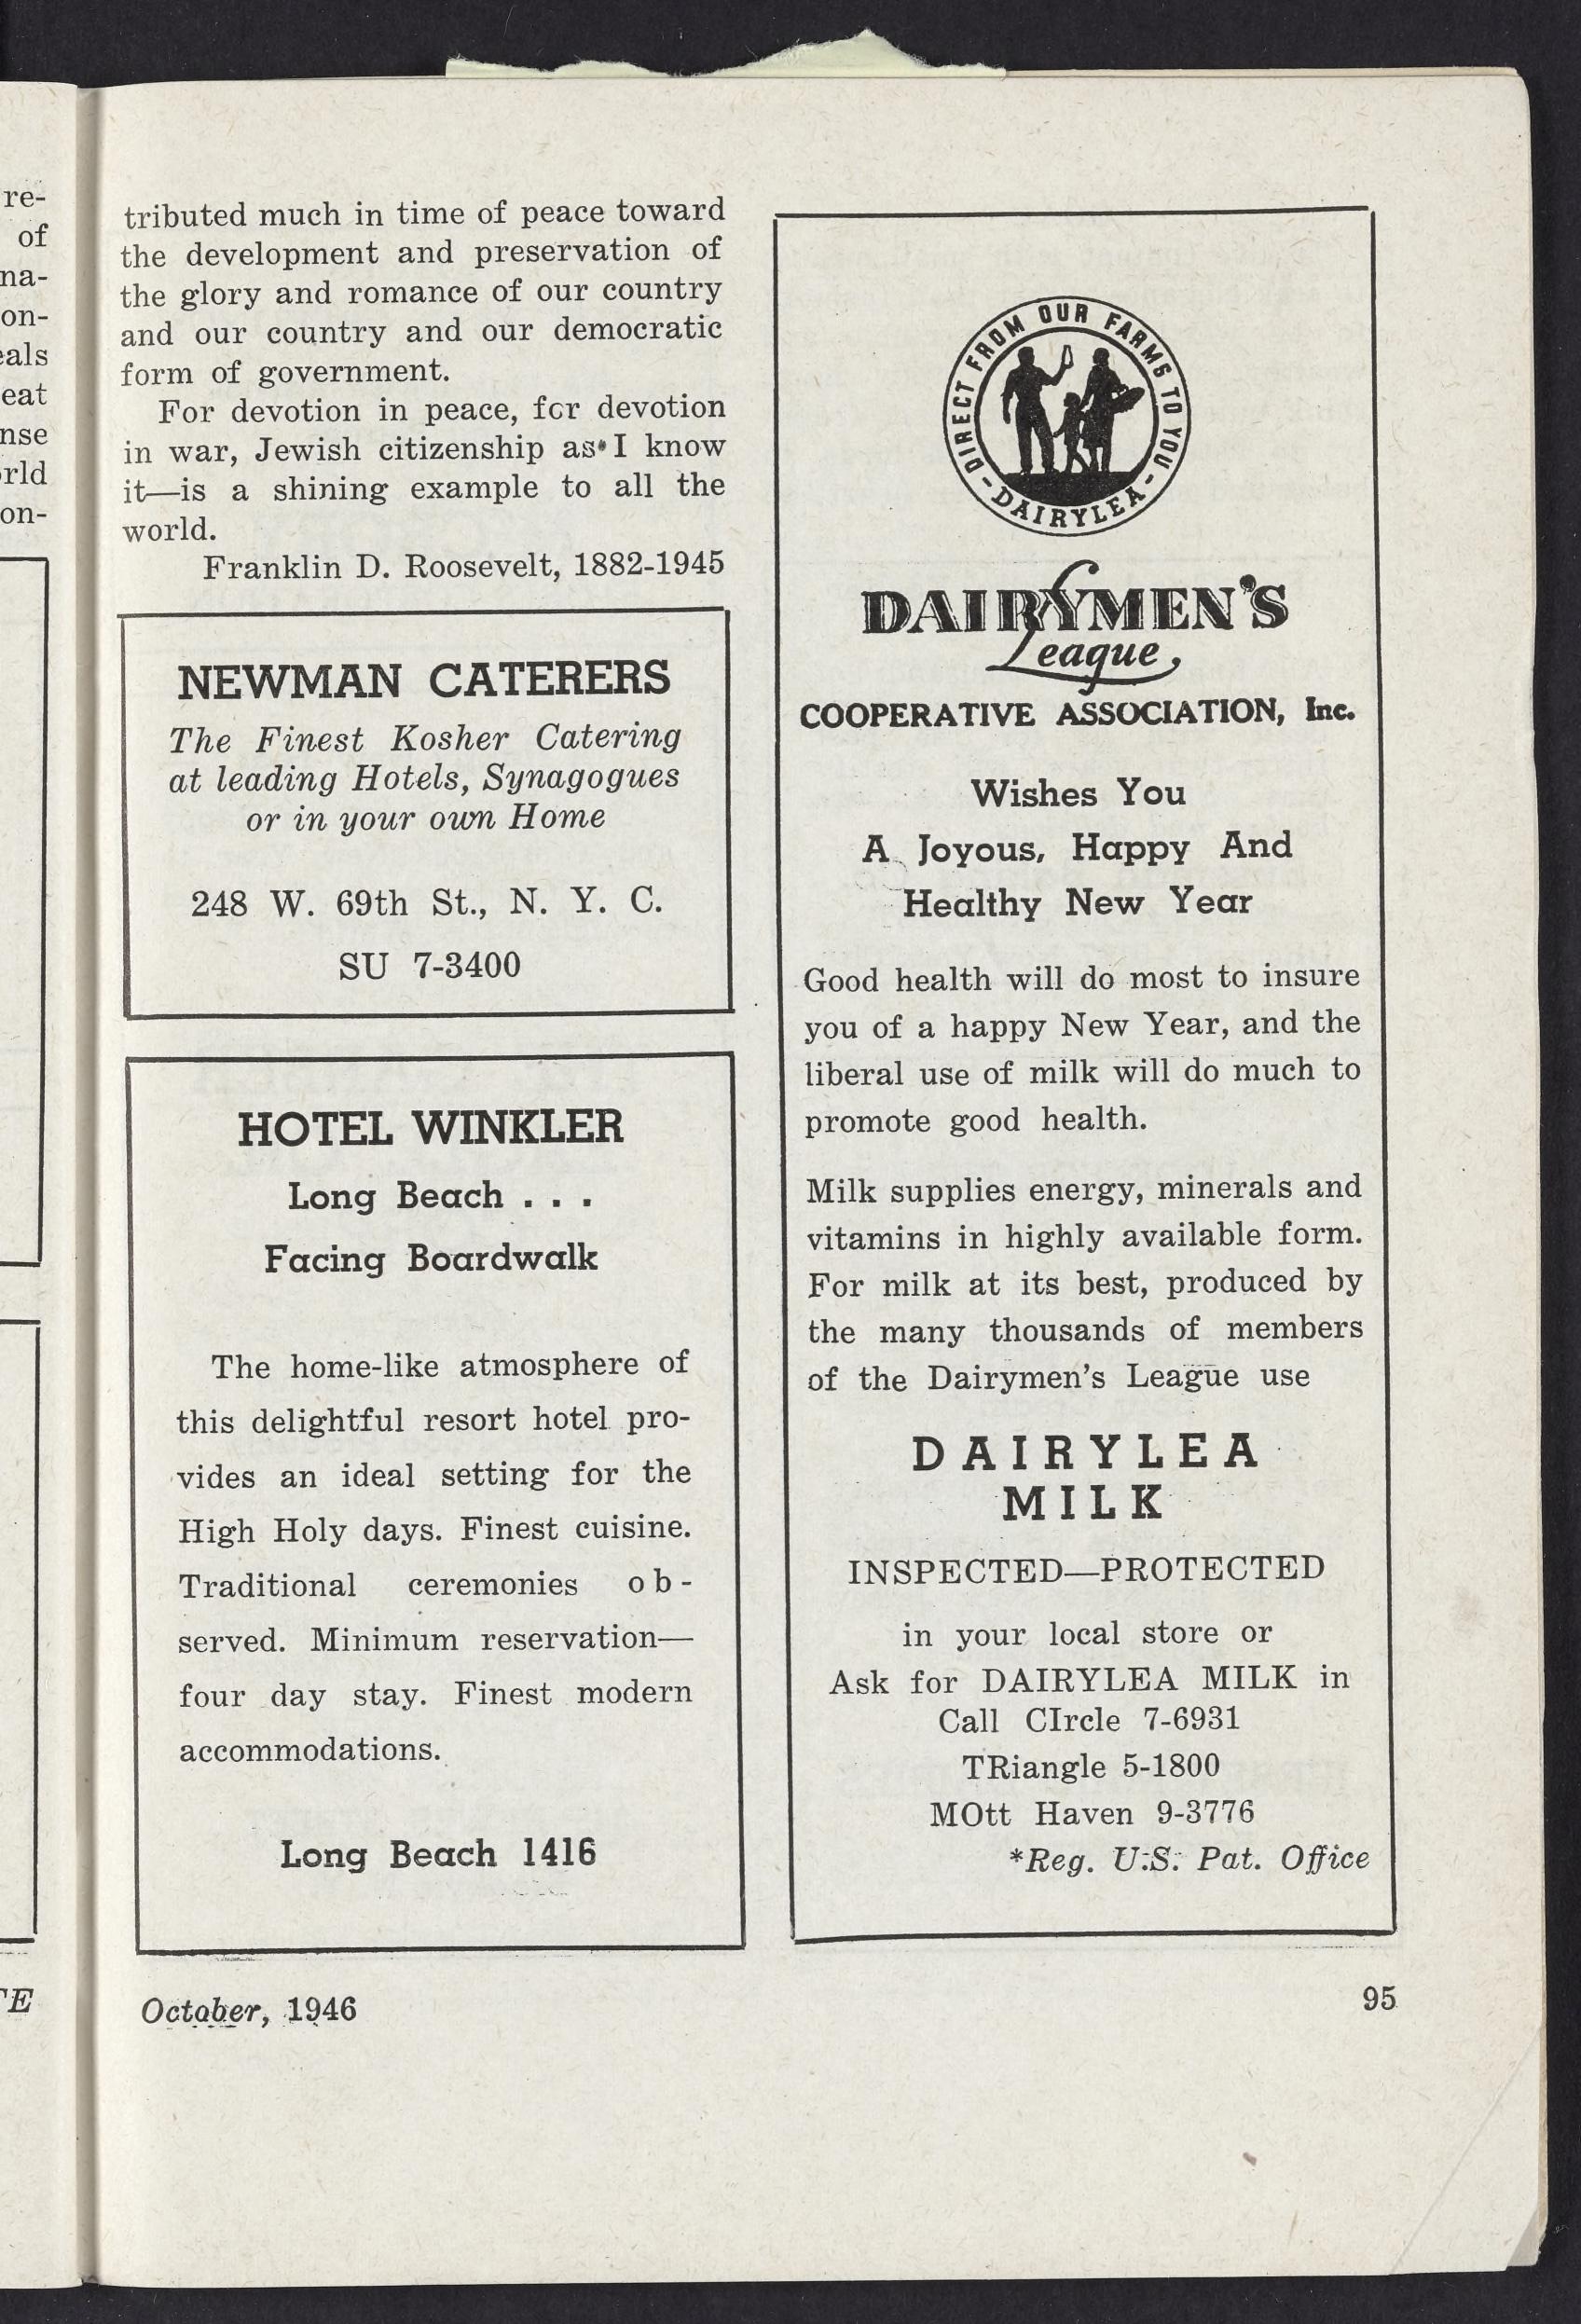 re-
of
na-
on-
eals
eat
nse
rld
on-
TE
tributed much in time of peace toward
the development and preservation of
the glory and romance of our country
and our country and our democratic
form of government.
For devotion in peace, for devotion
in war, Jewish citizenship as I know
it—is a shining example to all the
world.
Franklin D. Roosevelt, 1882-1945
NEWMAN CATERERS
The Finest Kosher Catering
at leading Hotels, Synagogues
or in your own Home
248 W. 69th St., N. Y. C.
SU 7-3400
HOTEL WINKLER
Long Beach . . .
Facing Boardwalk
The home-like atmosphere of
this delightful resort hotel pro-
vides an ideal setting for the
High Holy days. Finest cuisine.
Traditional ceremonies ob-
served. Minimum reservation—
four day stay. Finest modern
accommodations.
Long Beach 1416
DIRECT FROM OUR FARMS TO YOU
- DAIRYLEA -
DAIRYMEN'S
League
COOPERATIVE ASSOCIATION, Inc.
Wishes You
A Joyous, Happy And
Healthy New Year
Good health will do most to insure
you of a happy New Year, and the
liberal use of milk will do much to
promote good health.
Milk supplies energy, minerals and
vitamins in highly available form.
For milk at its best, produced by
the many thousands of members
of the Dairymen's League use
DAIRYLEA
MILK
INSPECTED—PROTECTED
in your local store or
Ask for DAIRYLEA MILK in
Call CIrcle 7-6931
TRiangle 5-1800
MOtt Haven 9-3776
*Reg. U.S. Pat. Office
October, 1946
95